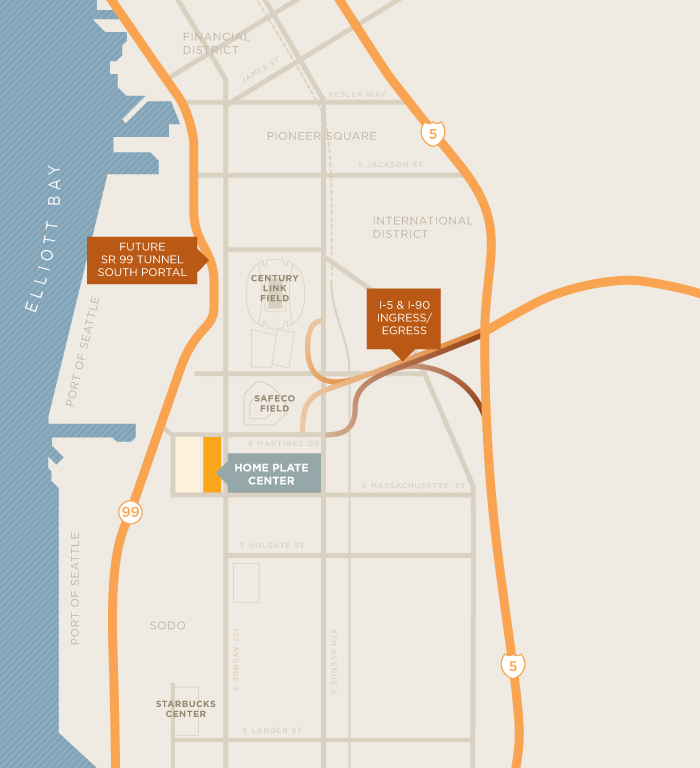 FINANCIAL
DISTRICT
JAMES ST
YESLER WAY
5
PIONEER SQUARE
S JACKSON ST
ELLIOTT BAY
INTERNATIONAL
DISTRICT
FUTURE
SR 99 TUNNEL
SOUTH PORTAL
CENTURY
LINK
FIELD
I-5 & I-90
INGRESS/
EGRESS
PORT OF SEATTLE
SAFECO
FIELD
E MARTINEZ DR
HOME PLATE
CENTER
S MASSACHUSETTE ST
99
S HOLGATE ST
PORT OF SEATTLE
SODO
1ST AVENUE S
4TH AVENUE S
5
STARBUCKS
CENTER
S LANDER ST